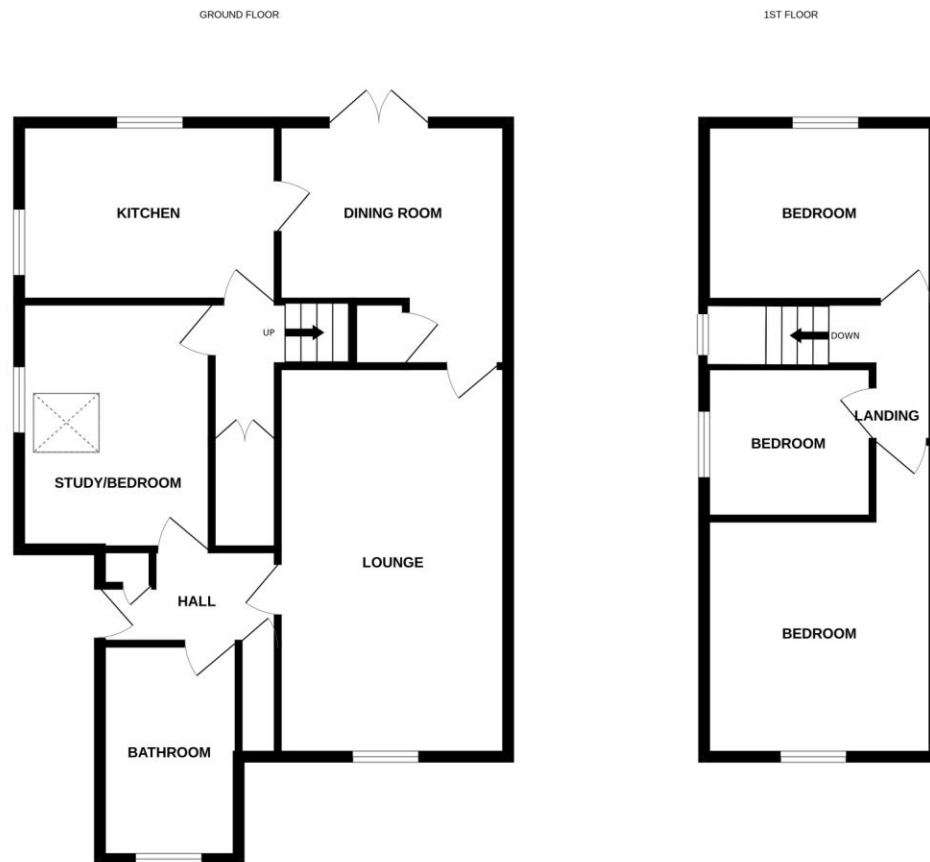 GROUND FLOOR
1ST FLOOR
KITCHEN
DINING ROOM
BEDROOM
UP
DOWN
LANDING
BEDROOM
STUDY/BEDROOM
LOUNGE
HALL
BEDROOM
BATHROOM